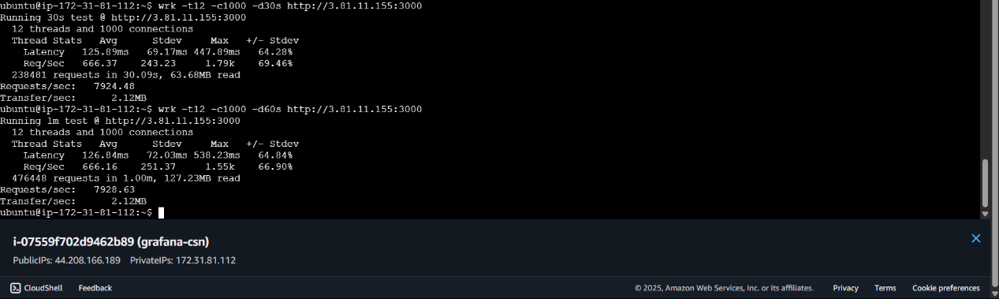 ubuntu@ip-172-31-81-112:~$ wrk -t12 -c1000 -d30s http://3.81.11.155:3000
Running 30s test @ http://3.81.11.155:3000
  12 threads and 1000 connections
  Thread Stats   Avg      Stdev     Max   +/- Stdev
    Latency   125.89ms   69.17ms 447.89ms   64.28%
    Req/Sec   666.37    243.23     1.79k    69.46%
  238481 requests in 30.09s, 63.68MB read
Requests/sec:   7924.48
Transfer/sec:      2.12MB
ubuntu@ip-172-31-81-112:~$ wrk -t12 -c1000 -d60s http://3.81.11.155:3000
Running 1m test @ http://3.81.11.155:3000
  12 threads and 1000 connections
  Thread Stats   Avg      Stdev     Max   +/- Stdev
    Latency   126.84ms   72.03ms 538.23ms   64.84%
    Req/Sec   666.16    251.37     1.55k    66.90%
  476448 requests in 1.00m, 127.23MB read
Requests/sec:   7928.63
Transfer/sec:      2.12MB
ubuntu@ip-172-31-81-112:~$
i-07559f702d9462b89 (grafana-csn)
PublicIPs: 44.208.166.189 PrivateIPs: 172.31.81.112
CloudShell Feedback © 2025, Amazon Web Services, Inc. or its affiliates. Privacy Terms Cookie preferences